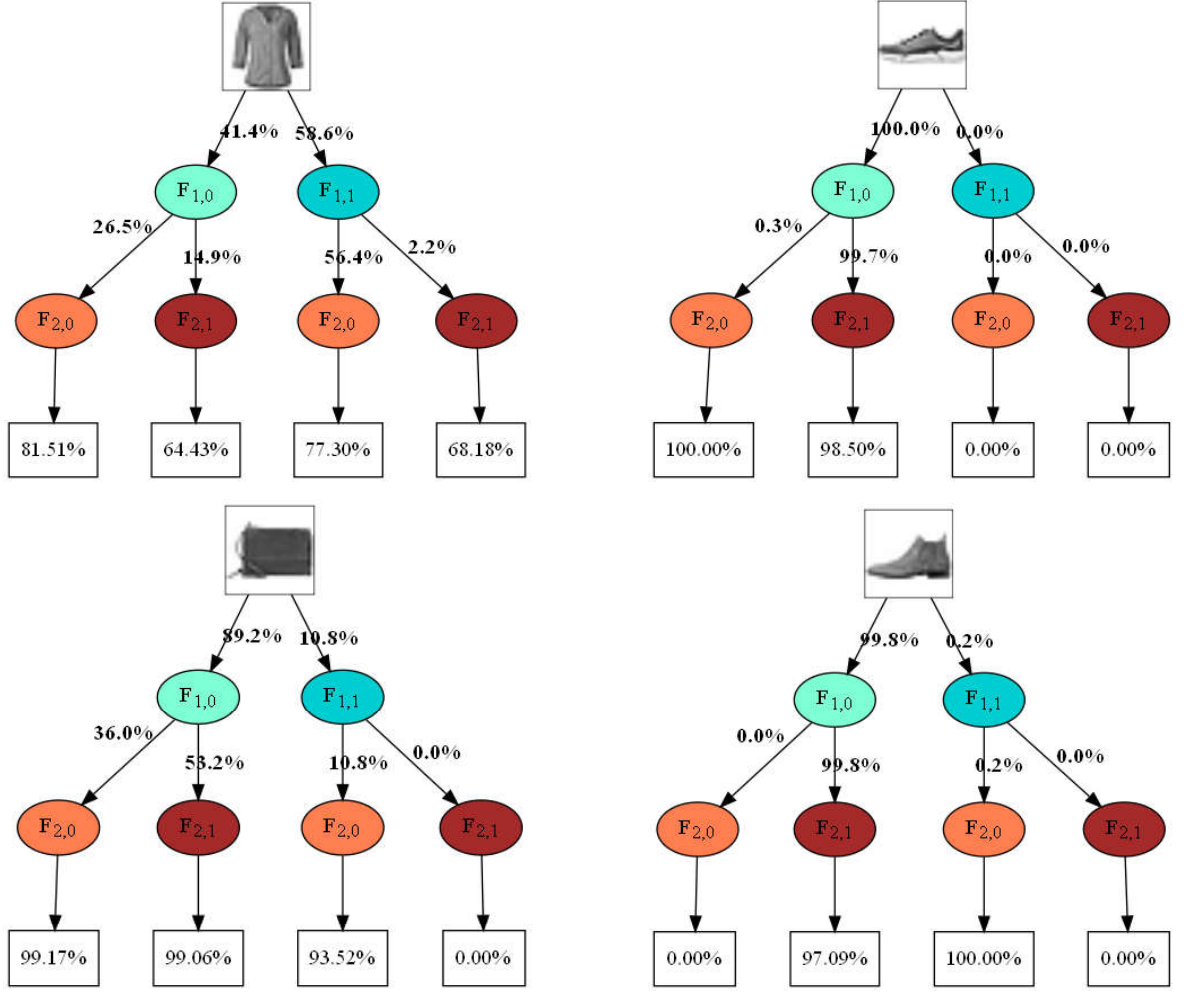 41.4% 58.6%
F1,0 F1,1
26.5% 14.9% 56.4% 2.2%
F2,0 F2,1 F2,0 F2,1
81.51% 64.43% 77.30% 68.18%
100.0% 0.0%
F1,0 F1,1
0.3% 99.7% 0.0% 0.0%
F2,0 F2,1 F2,0 F2,1
100.00% 98.50% 0.00% 0.00%
89.2% 10.8%
F1,0 F1,1
36.0% 53.2% 10.8% 0.0%
F2,0 F2,1 F2,0 F2,1
99.17% 99.06% 93.52% 0.00%
99.8% 0.2%
F1,0 F1,1
0.0% 99.8% 0.2% 0.0%
F2,0 F2,1 F2,0 F2,1
0.00% 97.09% 100.00% 0.00%